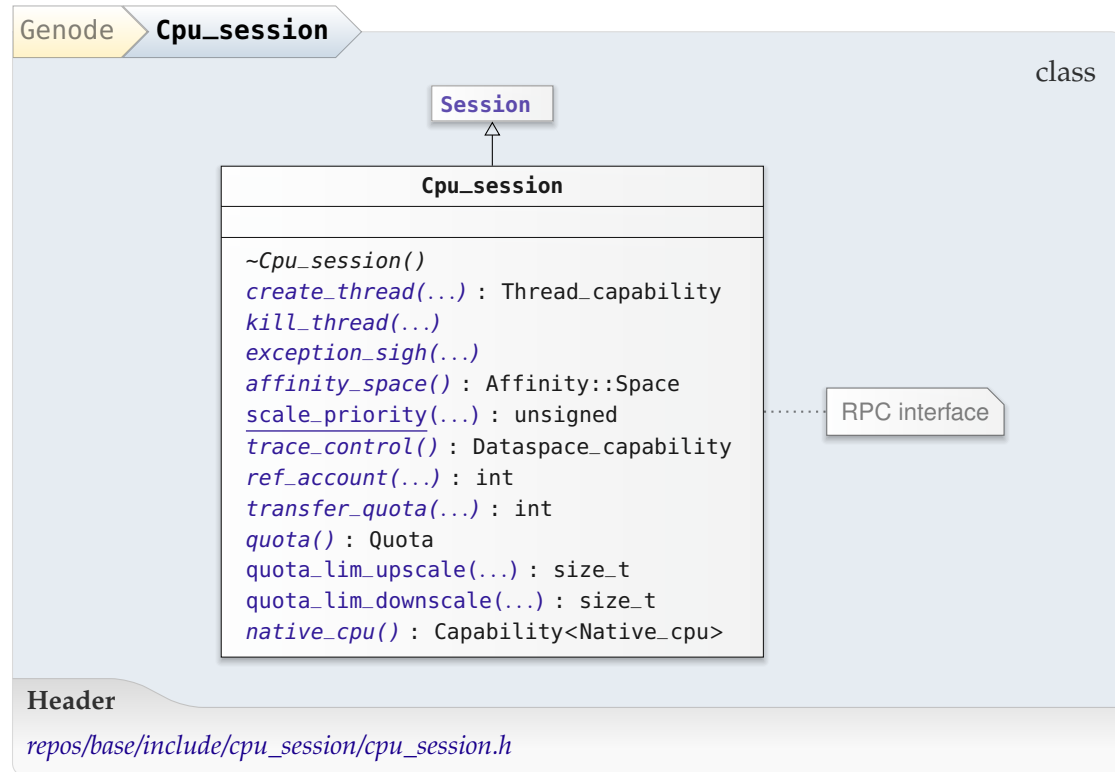 Genode Cpu_session
class
Session
Cpu_session
~Cpu_session()
create_thread(...) : Thread_capability
kill_thread(...)
exception_sigh(...)
affinity_space() : Affinity::Space
scale_priority(...) : unsigned
RPC interface
trace_control() : Dataspace_capability
ref_account(...) : int
transfer_quota(...) : int
quota() : Quota
quota_lim_upscale(...) : size_t
quota_lim_downscale(...) : size_t
native_cpu() : Capability<Native_cpu>
Header
repos/base/include/cpu_session/cpu_session.h